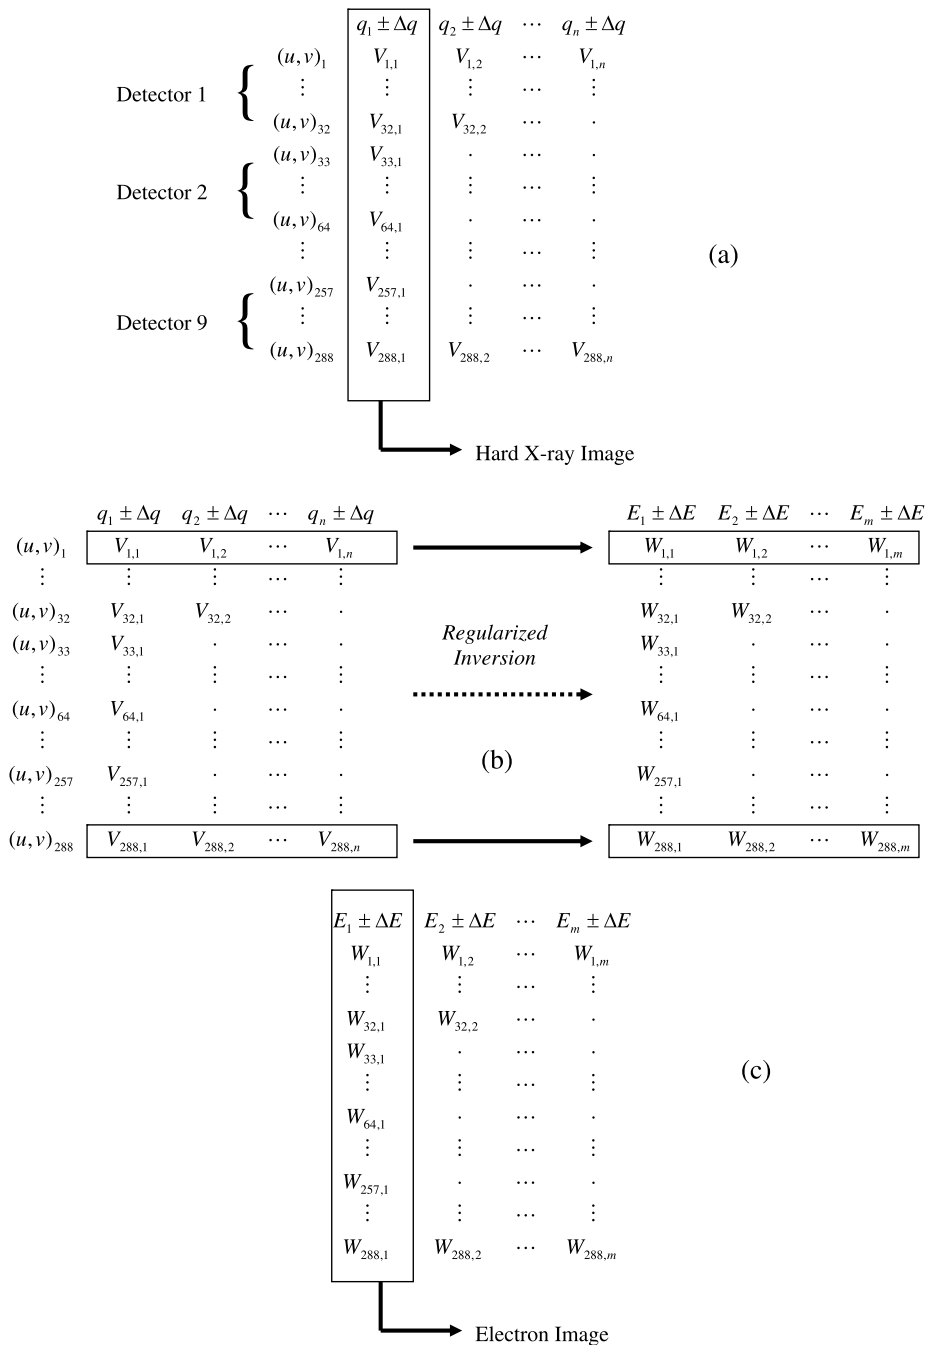 q₁ ± Δq q₂ ± Δq ⋯ qₙ ± Δq
(u,v)₁ V₁,₁ V₁,₂ ⋯ V₁,ₙ
Detector 1 { ⋮ ⋮ ⋮ ⋯ ⋮
(u,v)₃₂ V₃₂,₁ V₃₂,₂ ⋯ .
(u,v)₃₃ V₃₃,₁ . ⋯ .
Detector 2 { ⋮ ⋮ ⋮ ⋯ ⋮
(u,v)₆₄ V₆₄,₁ . ⋯ .
⋮ ⋮ ⋮ ⋯ ⋮
(a)
(u,v)₂₅₇ V₂₅₇,₁ . ⋯ .
Detector 9 { ⋮ ⋮ ⋮ ⋯ ⋮
(u,v)₂₈₈ V₂₈₈,₁ V₂₈₈,₂ ⋯ V₂₈₈,ₙ
Hard X-ray Image
q₁ ± Δq q₂ ± Δq ⋯ qₙ ± Δq E₁ ± ΔE E₂ ± ΔE ⋯ Eₘ ± ΔE
(u,v)₁ V₁,₁ V₁,₂ ⋯ V₁,ₙ W₁,₁ W₁,₂ ⋯ W₁,ₘ
⋮ ⋮ ⋮ ⋯ ⋮ ⋮ ⋮ ⋯ ⋮
(u,v)₃₂ V₃₂,₁ V₃₂,₂ ⋯ . W₃₂,₁ W₃₂,₂ ⋯ .
(u,v)₃₃ V₃₃,₁ . ⋯ . W₃₃,₁ . ⋯ .
Regularized
Inversion
⋮ ⋮ ⋮ ⋯ ⋮ ⋮ ⋮ ⋯ ⋮
(u,v)₆₄ V₆₄,₁ . ⋯ . W₆₄,₁ . ⋯ .
⋮ ⋮ ⋮ ⋯ ⋮ ⋮ ⋮ ⋯ ⋮
(b)
(u,v)₂₅₇ V₂₅₇,₁ . ⋯ . W₂₅₇,₁ . ⋯ .
⋮ ⋮ ⋮ ⋯ ⋮ ⋮ ⋮ ⋯ ⋮
(u,v)₂₈₈ V₂₈₈,₁ V₂₈₈,₂ ⋯ V₂₈₈,ₙ W₂₈₈,₁ W₂₈₈,₂ ⋯ W₂₈₈,ₘ
E₁ ± ΔE E₂ ± ΔE ⋯ Eₘ ± ΔE
W₁,₁ W₁,₂ ⋯ W₁,ₘ
⋮ ⋮ ⋯ ⋮
W₃₂,₁ W₃₂,₂ ⋯ .
W₃₃,₁ . ⋯ .
(c)
⋮ ⋮ ⋯ ⋮
W₆₄,₁ . ⋯ .
⋮ ⋮ ⋯ ⋮
W₂₅₇,₁ . ⋯ .
⋮ ⋮ ⋯ ⋮
W₂₈₈,₁ W₂₈₈,₂ ⋯ W₂₈₈,ₘ
Electron Image